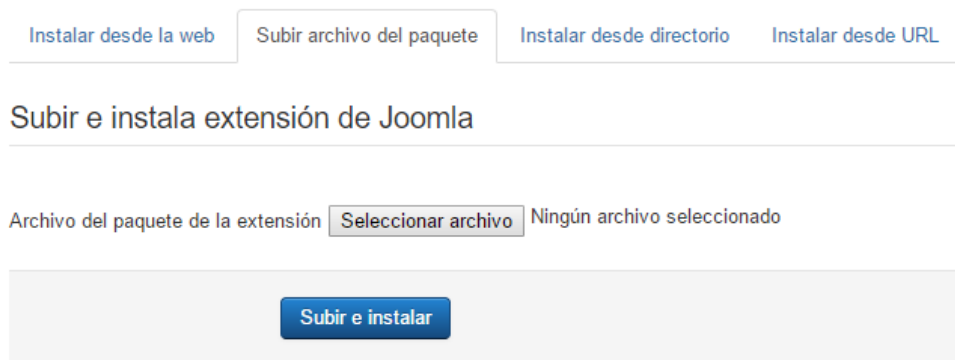 Instalar desde la web Subir archivo del paquete Instalar desde directorio Instalar desde URL
Subir e instala extensión de Joomla
Archivo del paquete de la extensión Seleccionar archivo Ningún archivo seleccionado
Subir e instalar